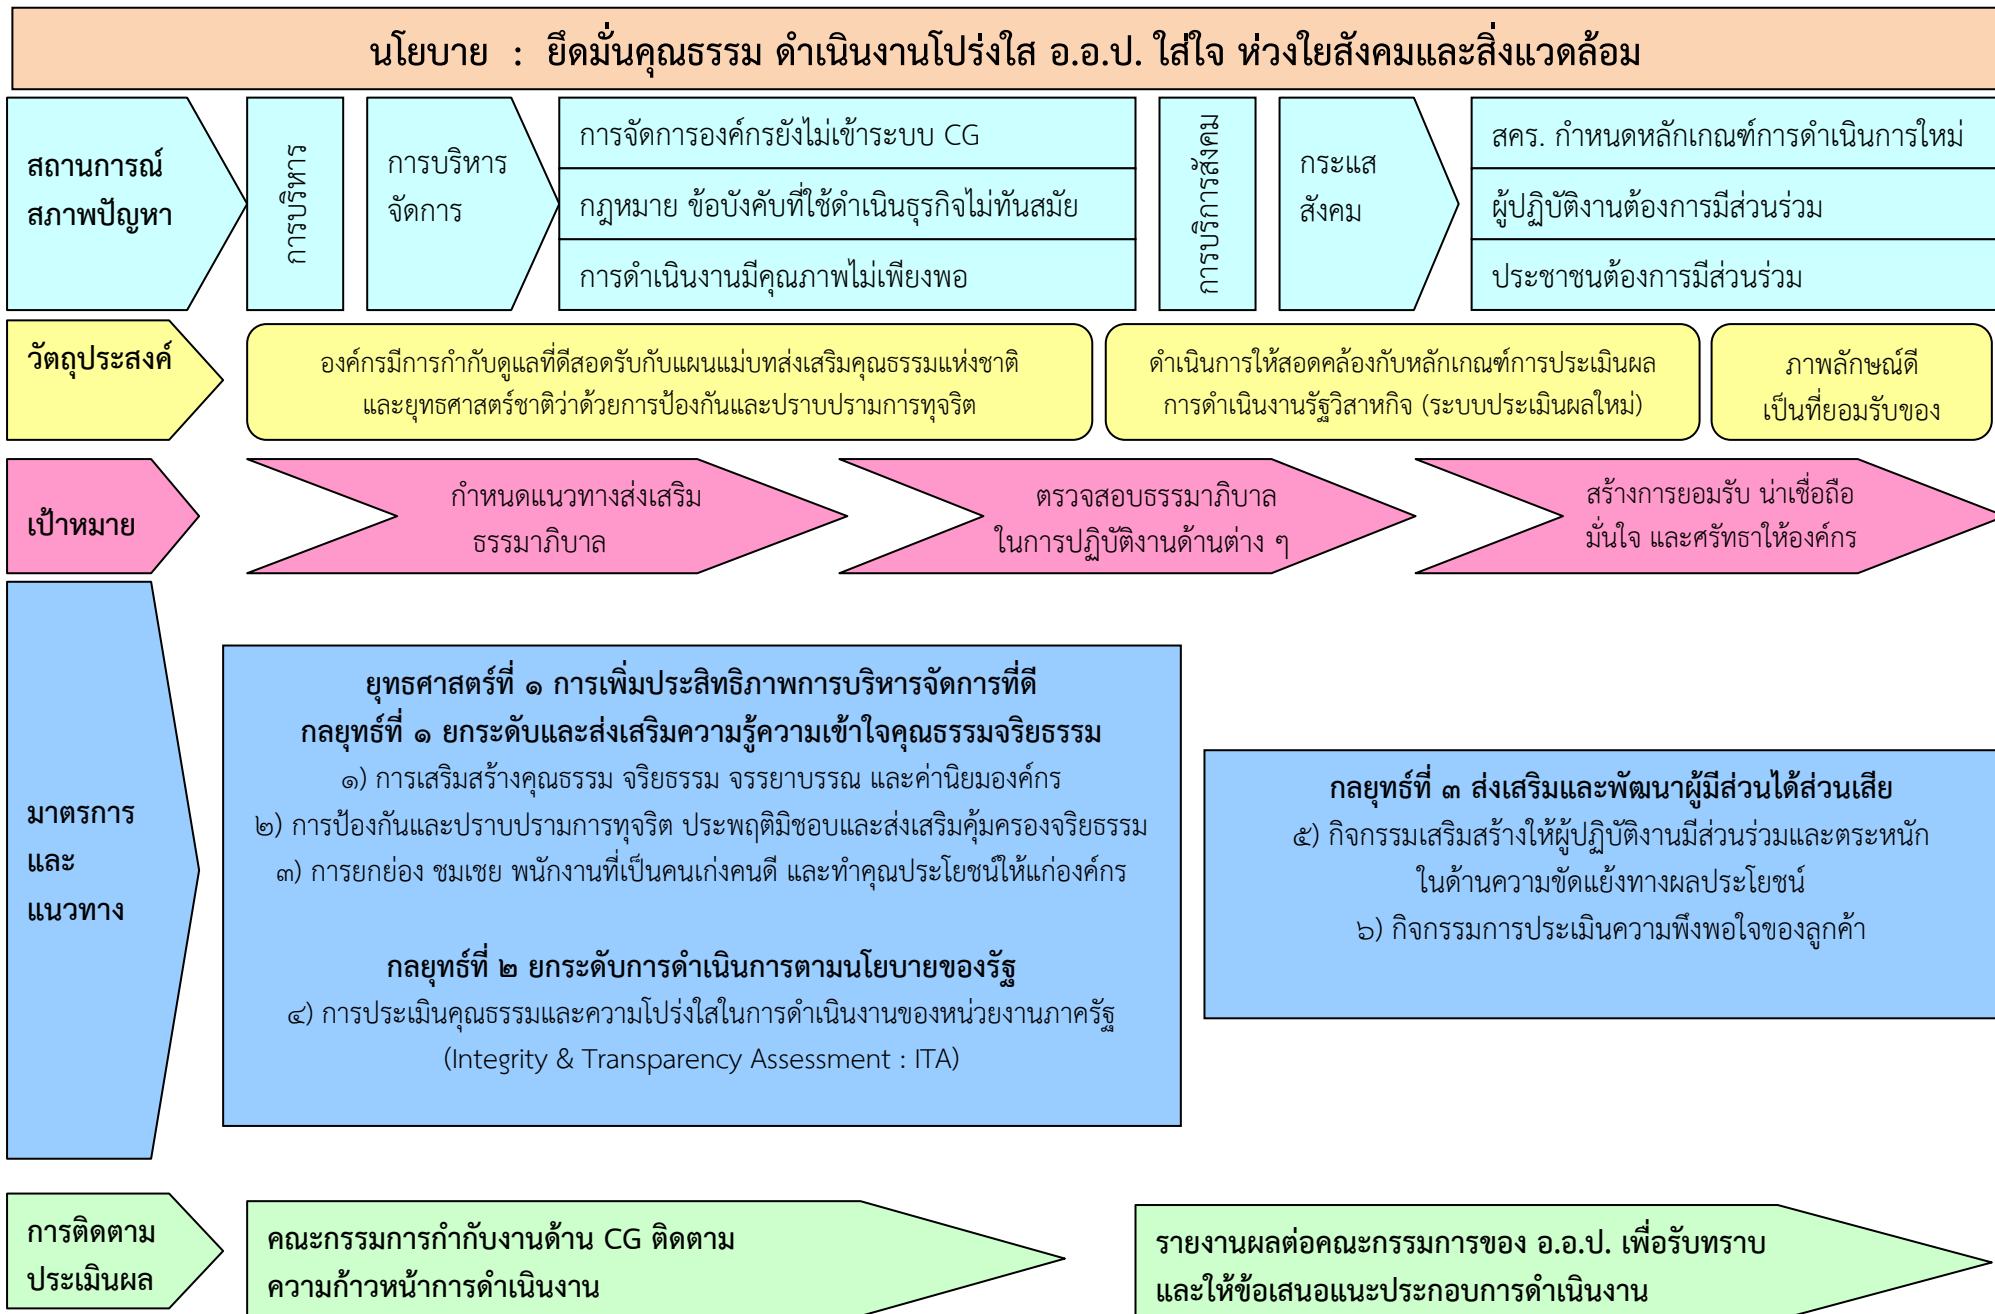 นโยบาย : ยึดมั่นคุณธรรม ดำเนินงานโปร่งใส อ.อ.ป. ใส่ใจ ห่วงใยสังคมและสิ่งแวดล้อม
สถานการณ์
สภาพปัญหา
การบริหาร
การบริหาร
จัดการ
การจัดการองค์กรยังไม่เข้าระบบ CG
กฎหมาย ข้อบังคับที่ใช้ดำเนินธุรกิจไม่ทันสมัย
การดำเนินงานมีคุณภาพไม่เพียงพอ
การบริการสังคม
กระแส
สังคม
สคร. กำหนดหลักเกณฑ์การดำเนินการใหม่
ผู้ปฏิบัติงานต้องการมีส่วนร่วม
ประชาชนต้องการมีส่วนร่วม
วัตถุประสงค์
องค์กรมีการกำกับดูแลที่ดีสอดรับกับแผนแม่บทส่งเสริมคุณธรรมแห่งชาติ
และยุทธศาสตร์ชาติว่าด้วยการป้องกันและปราบปรามการทุจริต
ดำเนินการให้สอดคล้องกับหลักเกณฑ์การประเมินผล
การดำเนินงานรัฐวิสาหกิจ (ระบบประเมินผลใหม่)
ภาพลักษณ์ดี
เป็นที่ยอมรับของ
เป้าหมาย
กำหนดแนวทางส่งเสริม
ธรรมาภิบาล
ตรวจสอบธรรมาภิบาล
ในการปฏิบัติงานด้านต่าง ๆ
สร้างการยอมรับ น่าเชื่อถือ
มั่นใจ และศรัทธาให้องค์กร
มาตรการ
และ
แนวทาง
ยุทธศาสตร์ที่ ๑ การเพิ่มประสิทธิภาพการบริหารจัดการที่ดี
กลยุทธ์ที่ ๑ ยกระดับและส่งเสริมความรู้ความเข้าใจคุณธรรมจริยธรรม
๑) การเสริมสร้างคุณธรรม จริยธรรม จรรยาบรรณ และค่านิยมองค์กร
๒) การป้องกันและปราบปรามการทุจริต ประพฤติมิชอบและส่งเสริมคุ้มครองจริยธรรม
๓) การยกย่อง ชมเชย พนักงานที่เป็นคนเก่งคนดี และทำคุณประโยชน์ให้แก่องค์กร
กลยุทธ์ที่ ๒ ยกระดับการดำเนินการตามนโยบายของรัฐ
๔) การประเมินคุณธรรมและความโปร่งใสในการดำเนินงานของหน่วยงานภาครัฐ
(Integrity & Transparency Assessment : ITA)
กลยุทธ์ที่ ๓ ส่งเสริมและพัฒนาผู้มีส่วนได้ส่วนเสีย
๕) กิจกรรมเสริมสร้างให้ผู้ปฏิบัติงานมีส่วนร่วมและตระหนัก
ในด้านความขัดแย้งทางผลประโยชน์
๖) กิจกรรมการประเมินความพึงพอใจของลูกค้า
การติดตาม
ประเมินผล
คณะกรรมการกำกับงานด้าน CG ติดตาม
ความก้าวหน้าการดำเนินงาน
รายงานผลต่อคณะกรรมการของ อ.อ.ป. เพื่อรับทราบ
และให้ข้อเสนอแนะประกอบการดำเนินงาน